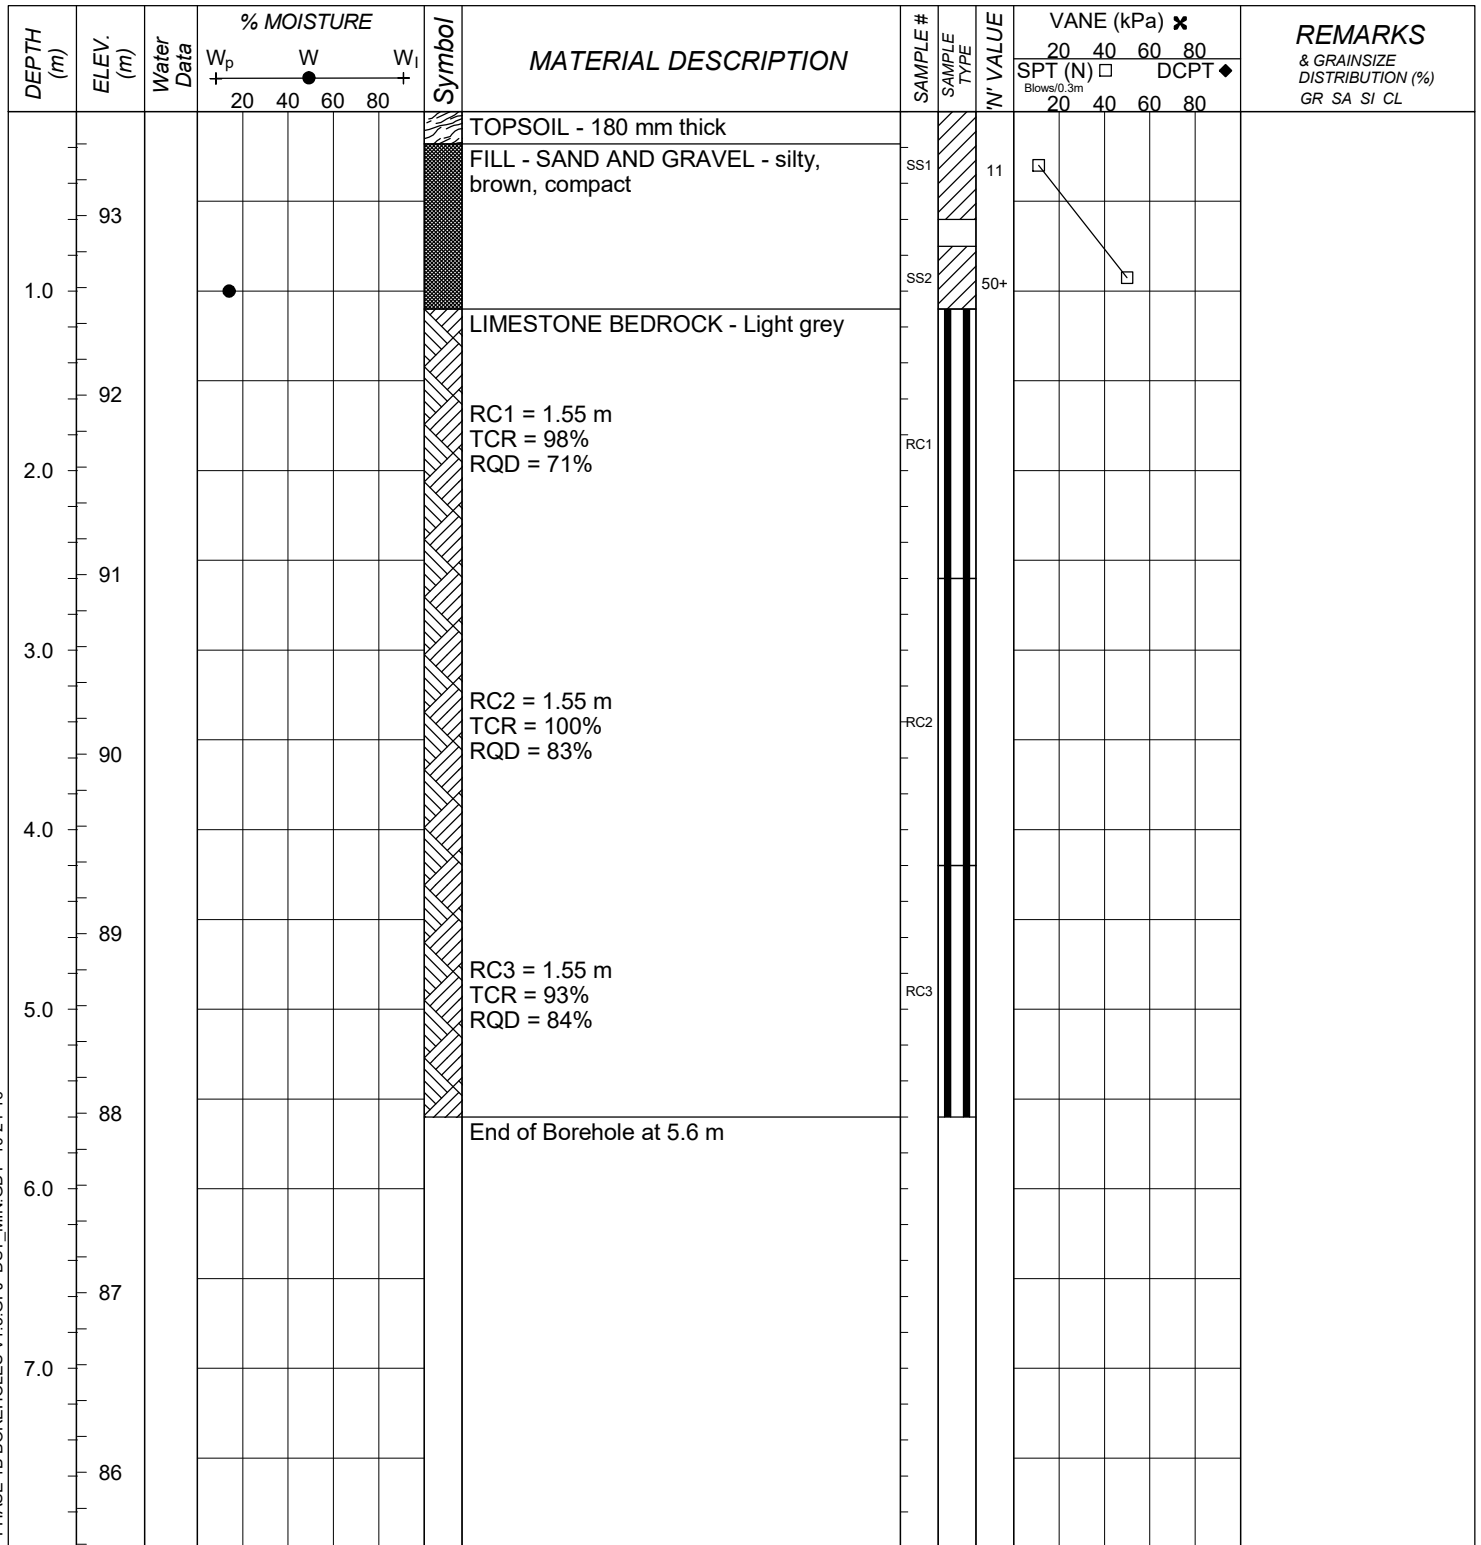 DEPTH (m)
ELEV. (m)
Water Data
% MOISTURE
Wp W Wl
20 40 60 80
Symbol
MATERIAL DESCRIPTION
SAMPLE #
SAMPLE TYPE
'N' VALUE
VANE (kPa) ✖
20 40 60 80
SPT (N) □ DCPT ◆
Blows/0.3m
20 40 60 80
REMARKS
& GRAINSIZE
DISTRIBUTION (%)
GR SA SI CL
TOPSOIL - 180 mm thick
FILL - SAND AND GRAVEL - silty,
brown, compact
SS1
11
93
SS2
50+
1.0
LIMESTONE BEDROCK - Light grey
92
RC1 = 1.55 m
TCR = 98%
RQD = 71%
RC1
2.0
91
3.0
RC2 = 1.55 m
TCR = 100%
RQD = 83%
RC2
90
4.0
89
RC3 = 1.55 m
TCR = 93%
RQD = 84%
RC3
5.0
88
End of Borehole at 5.6 m
6.0
87
7.0
86